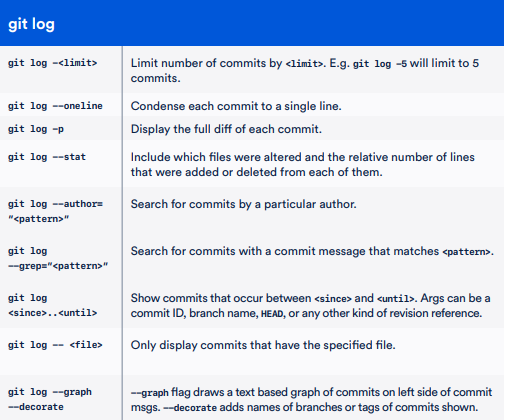 git log
git log -<limit>
Limit number of commits by <limit>. E.g. git log -5 will limit to 5
commits.
git log --oneline
Condense each commit to a single line.
git log -p
Display the full diff of each commit.
git log --stat
Include which files were altered and the relative number of lines
that were added or deleted from each of them.
git log --author=
"<pattern>"
Search for commits by a particular author.
git log
--grep="<pattern>"
Search for commits with a commit message that matches <pattern>.
git log
<since>..<until>
Show commits that occur between <since> and <until>. Args can be a
commit ID, branch name, HEAD, or any other kind of revision reference.
git log -- <file>
Only display commits that have the specified file.
git log --graph
--decorate
--graph flag draws a text based graph of commits on left side of commit
msgs. --decorate adds names of branches or tags of commits shown.